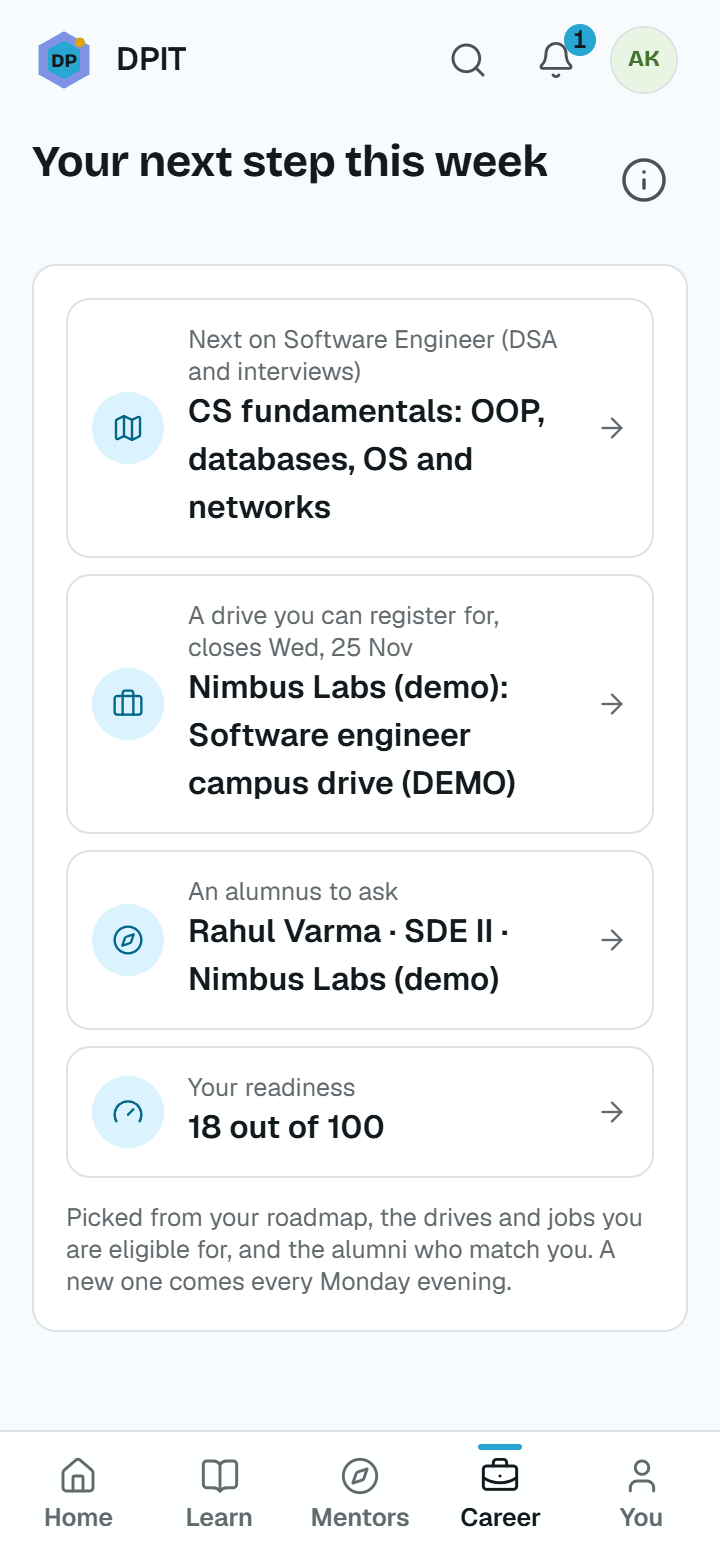 DP
DPIT
1
AK
Your next step this week
Next on Software Engineer (DSA
and interviews)
CS fundamentals: OOP,
databases, OS and
networks
A drive you can register for,
closes Wed, 25 Nov
Nimbus Labs (demo):
Software engineer
campus drive (DEMO)
An alumnus to ask
Rahul Varma · SDE II ·
Nimbus Labs (demo)
Your readiness
18 out of 100
Picked from your roadmap, the drives and jobs you
are eligible for, and the alumni who match you. A
new one comes every Monday evening.
Home
Learn
Mentors
Career
You